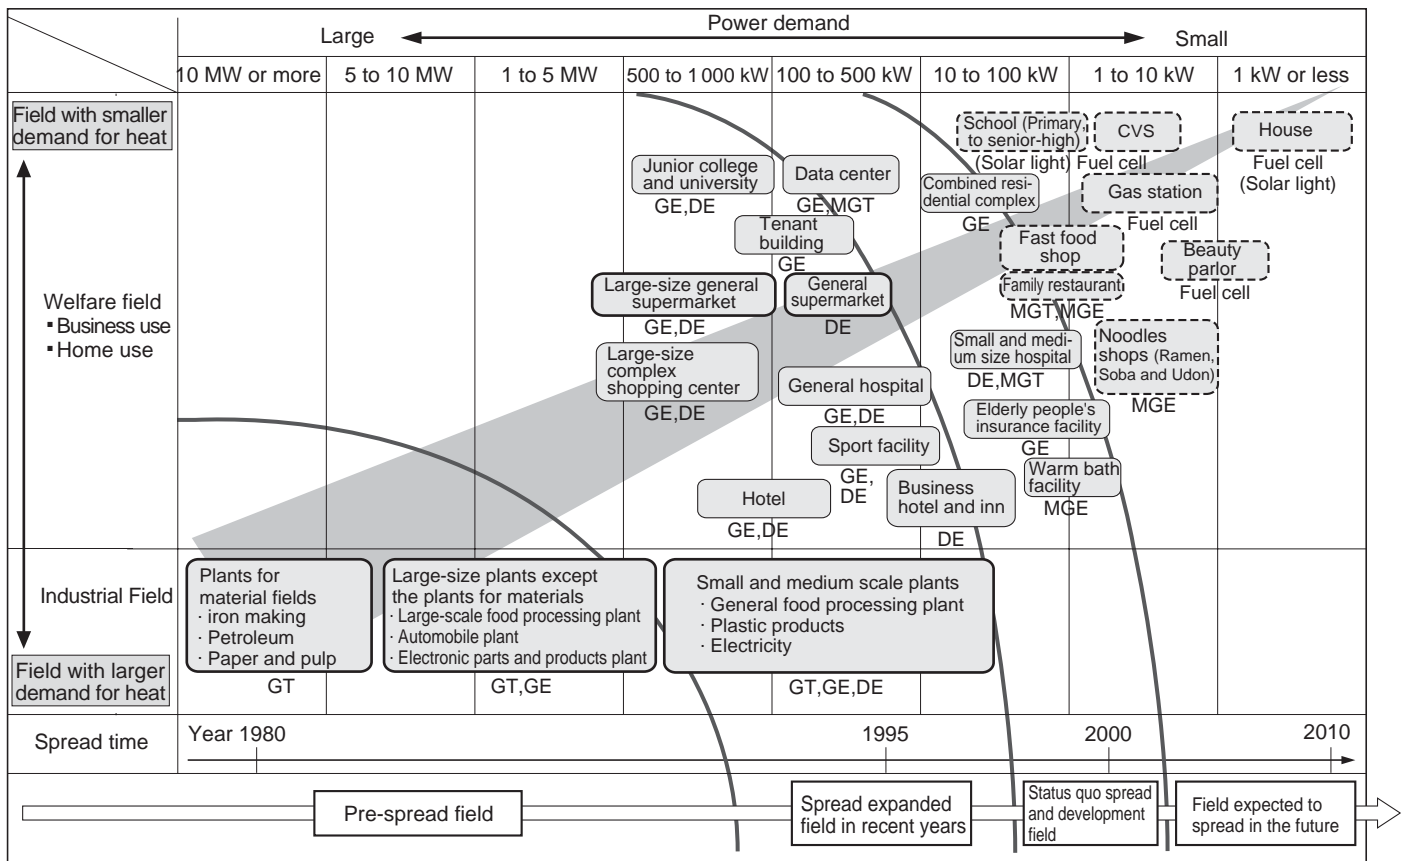 Power demand
Large
Small
10 MW or more
5 to 10 MW
1 to 5 MW
500 to 1 000 kW
100 to 500 kW
10 to 100 kW
1 to 10 kW
1 kW or less
Field with smaller
demand for heat
School (Primary,
to senior-high)
(Solar light)
CVS
Fuel cell
House
Fuel cell
(Solar light)
Junior college
and university
GE,DE
Data center
GE,MGT
Combined resi-
dential complex
GE
Gas station
Fuel cell
Tenant
building
GE
Fast food
shop
Beauty
parlor
Fuel cell
Large-size general
supermarket
GE,DE
General
supermarket
DE
Family restaurant
MGT,MGE
Welfare field
▪ Business use
▪ Home use
Large-size
complex
shopping center
GE,DE
General hospital
GE,DE
Small and medi-
um size hospital
DE,MGT
Noodles
shops (Ramen,
Soba and Udon)
MGE
Elderly people's
insurance facility
GE
Sport facility
GE,
DE
Warm bath
facility
MGE
Hotel
GE,DE
Business
hotel and inn
DE
Industrial Field
Plants for
material fields
· iron making
· Petroleum
· Paper and pulp
GT
Large-size plants except
the plants for materials
· Large-scale food processing plant
· Automobile plant
· Electronic parts and products plant
GT,GE
Small and medium scale plants
· General food processing plant
· Plastic products
· Electricity
GT,GE,DE
Field with larger
demand for heat
Spread time
Year 1980
1995
2000
2010
Pre-spread field
Spread expanded
field in recent years
Status quo spread
and development
field
Field expected to
spread in the future